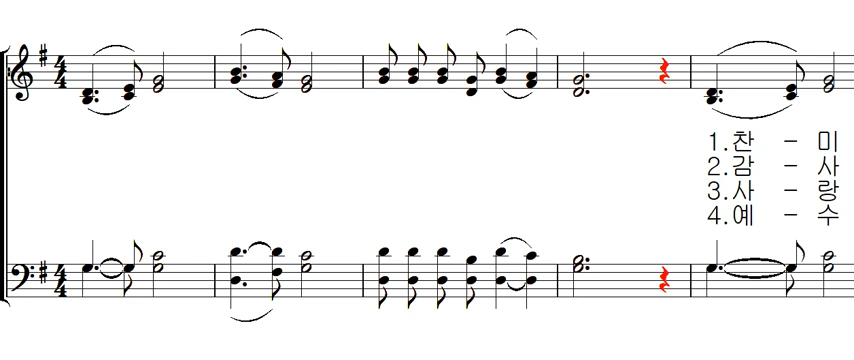 1.찬 - 미
2.감 - 사
3.사 - 랑
4.예 - 수